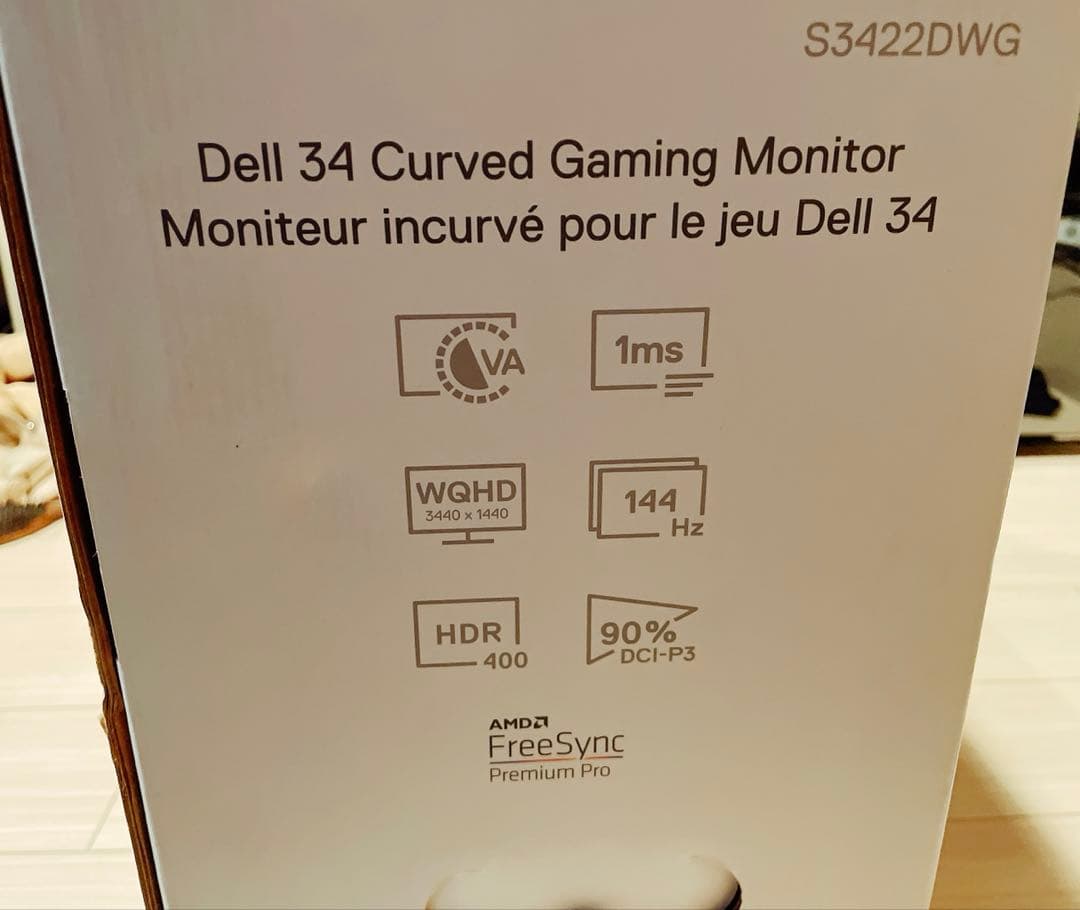 S3422DWG
Dell 34 Curved Gaming Monitor
Moniteur incurvé pour le jeu Dell 34
VA
1ms
WQHD
3440 x 1440
144
Hz
HDR
400
90%
DCI-P3
AMD
FreeSync
Premium Pro